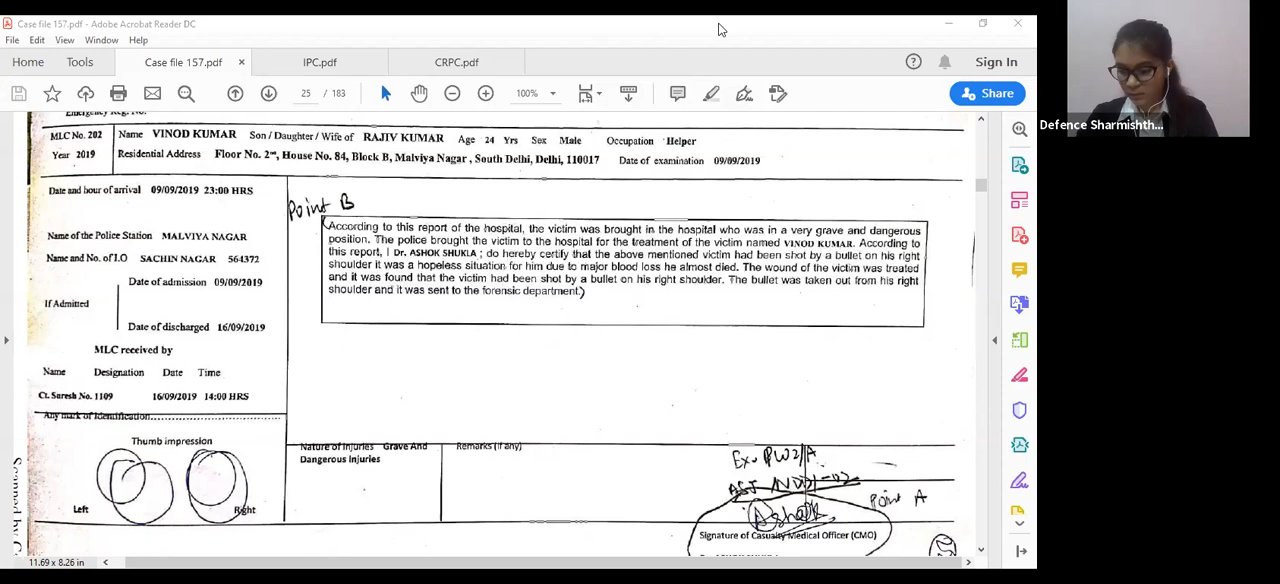 Case file 157.pdf - Adobe Acrobat Reader DC
File Edit View Window Help
Home Tools Case file 157.pdf × IPC.pdf CRPC.pdf Sign In
25 / 183 100% Share
Defence Sharmishth...
Emergency Reg. No.
MLC No. 202 Name VINOD KUMAR Son / Daughter / Wife of RAJIV KUMAR Age 24 Yrs Sex Male Occupation Helper
Year 2019 Residential Address Floor No. 2nd, House No. 84, Block B, Malviya Nagar, South Delhi, Delhi, 110017 Date of examination 09/09/2019
Date and hour of arrival 09/09/2019 23:00 HRS
Name of the Police Station MALVIYA NAGAR
Name and No. of I.O SACHIN NAGAR 564372
Date of admission 09/09/2019
If Admitted
Date of discharged 16/09/2019
MLC received by
Name Designation Date Time
Ct. Suresh No. 1109 16/09/2019 14:00 HRS
Any mark of Identification
Thumb impression
Left Right
Point B
(According to this report of the hospital, the victim was brought in the hospital who was in a very grave and dangerous
position. The police brought the victim to the hospital for the treatment of the victim named VINOD KUMAR. According to
this report, I Dr. ASHOK SHUKLA ; do hereby certify that the above mentioned victim had been shot by a bullet on his right
shoulder it was a hopeless situation for him due to major blood loss he almost died. The wound of the victim was treated
and it was found that the victim had been shot by a bullet on his right shoulder. The bullet was taken out from his right
shoulder and it was sent to the forensic department.)
Nature of Injuries Grave And
Dangerous Injuries
Remarks (If any)
Ex. PW2/A
ASJ NDD1-02
Point A
Ashok
Signature of Casualty Medical Officer (CMO)
Scanned by C
11.69 x 8.26 in